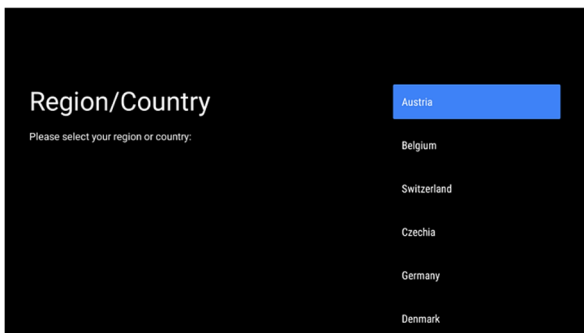 Region/Country
Please select your region or country:
Austria
Belgium
Switzerland
Czechia
Germany
Denmark